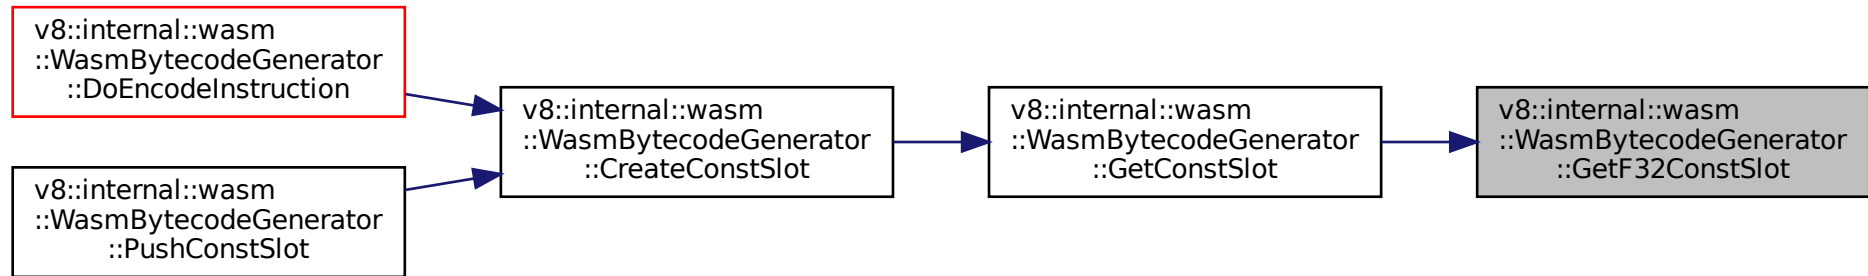 v8::internal::wasm
::WasmBytecodeGenerator
::DoEncodeInstruction
v8::internal::wasm
::WasmBytecodeGenerator
::PushConstSlot
v8::internal::wasm
::WasmBytecodeGenerator
::CreateConstSlot
v8::internal::wasm
::WasmBytecodeGenerator
::GetConstSlot
v8::internal::wasm
::WasmBytecodeGenerator
::GetF32ConstSlot